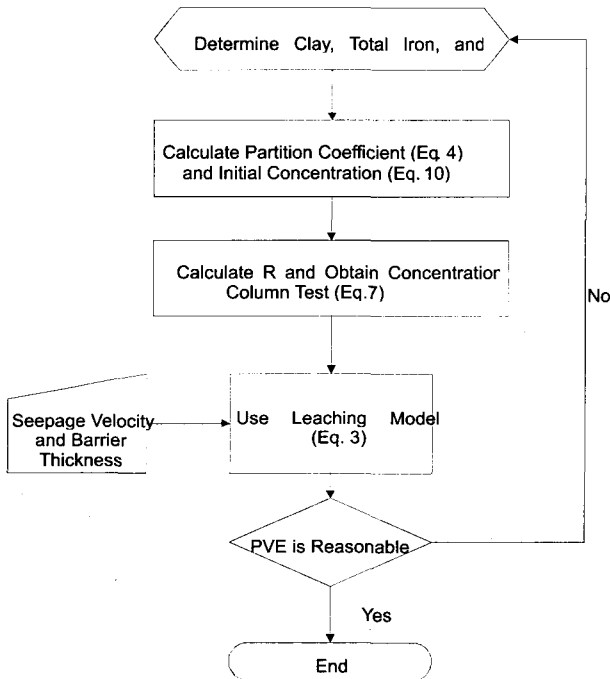 Determine Clay, Total Iron, and
Calculate Partition Coefficient (Eq. 4)
and Initial Concentration (Eq. 10)
Calculate R and Obtain Concentration
Column Test (Eq.7)
No
Seepage Velocity
and Barrier
Thickness
Use Leaching Model
(Eq. 3)
PVE is Reasonable
Yes
End